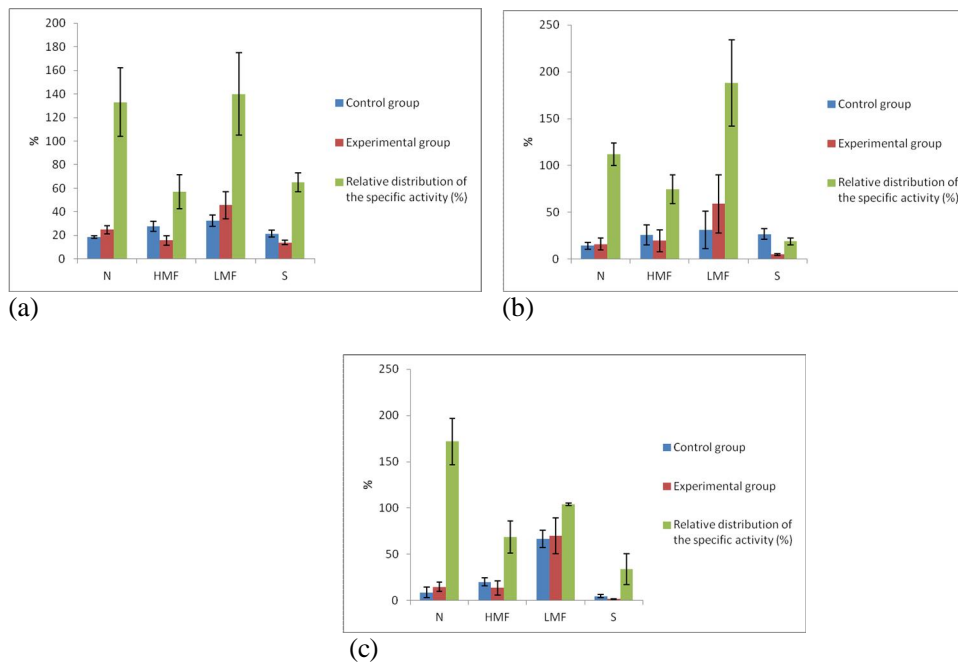 200
180
160
140
120
100
80
60
40
20
0
%
N HMF LMF S
Control group
Experimental group
Relative distribution of
the specific activity (%)
(a)
250
200
150
100
50
0
%
N HMF LMF S
Control group
Experimental group
Relative distribution of
the specific activity (%)
(b)
250
200
150
100
50
0
%
N HMF LMF S
Control group
Experimental group
Relative distribution of
the specific activity (%)
(c)